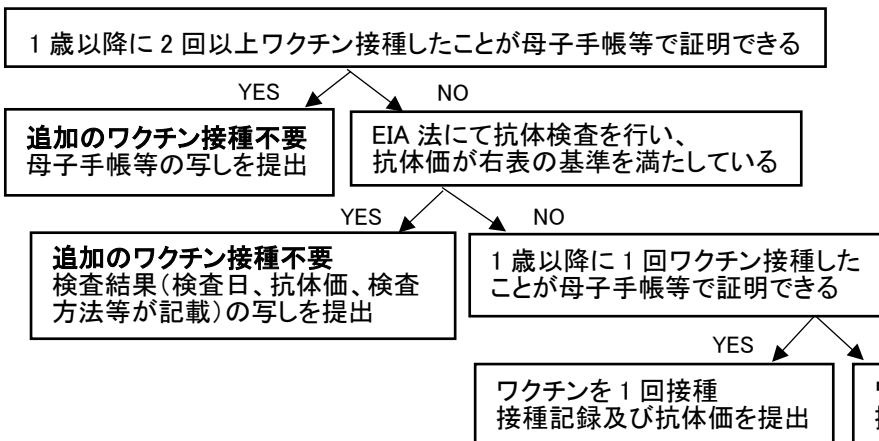 1 歳以降に 2 回以上ワクチン接種したことが母子手帳等で証明できる
YES
NO
追加のワクチン接種不要
母子手帳等の写しを提出
EIA 法にて抗体検査を行い、
抗体価が右表の基準を満たしている
YES
NO
追加のワクチン接種不要
検査結果(検査日、抗体価、検査
方法等が記載)の写しを提出
1 歳以降に 1 回ワクチン接種した
ことが母子手帳等で証明できる
YES
ワクチンを 1 回接種
接種記録及び抗体価を提出